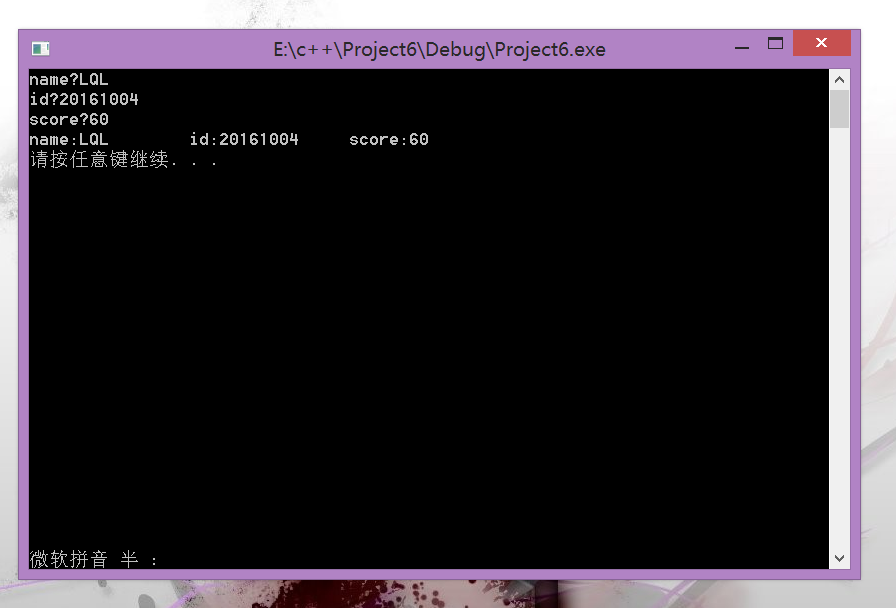 E:\c++\Project6\Debug\Project6.exe
name?LQL
id?20161004
score?60
name:LQL id:20161004 score:60
请按任意键继续. . .
微软拼音 半 :